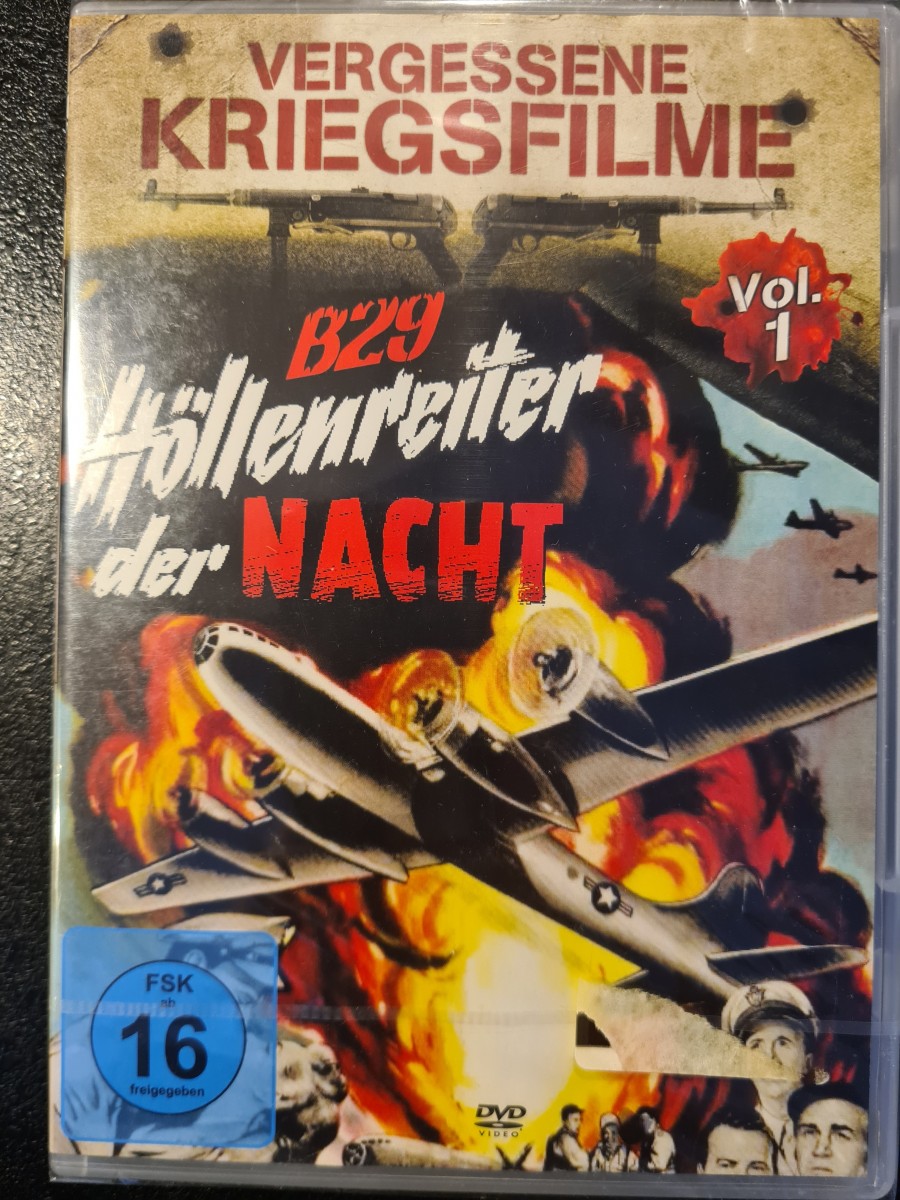 VERGESSENE
KRIEGSFILME
Vol.
1
B29
Höllenreiter
der NACHT
FSK
ab
16
freigegeben
DVD
VIDEO